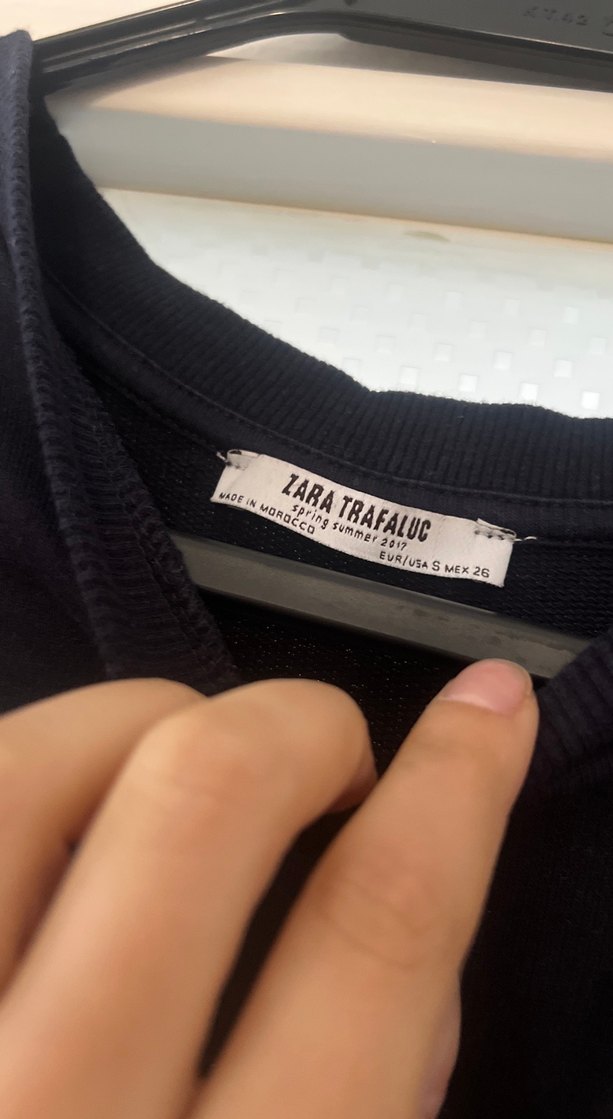 ZARA TRAFALUC
spring summer 2017
MADE IN MOROCCO
EUR/USA S MEX 26